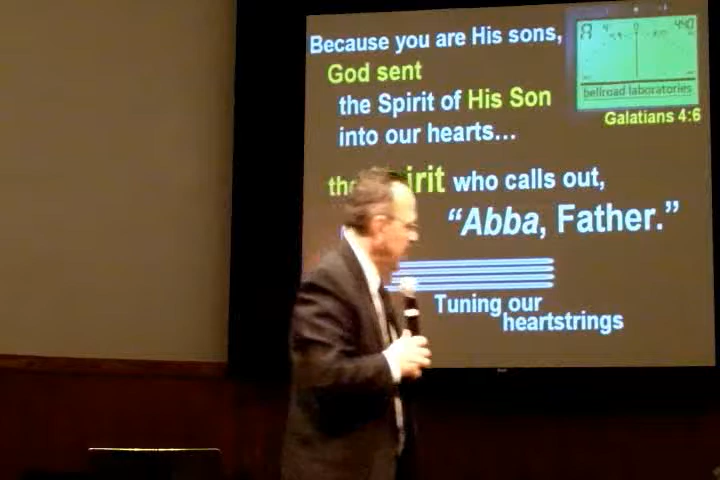 Because you are His sons,
God sent
the Spirit of His Son
into our hearts...
A 440
bellroad laboratories
Galatians 4:6
who calls out,
“Abba, Father.”
Tuning our
heartstrings